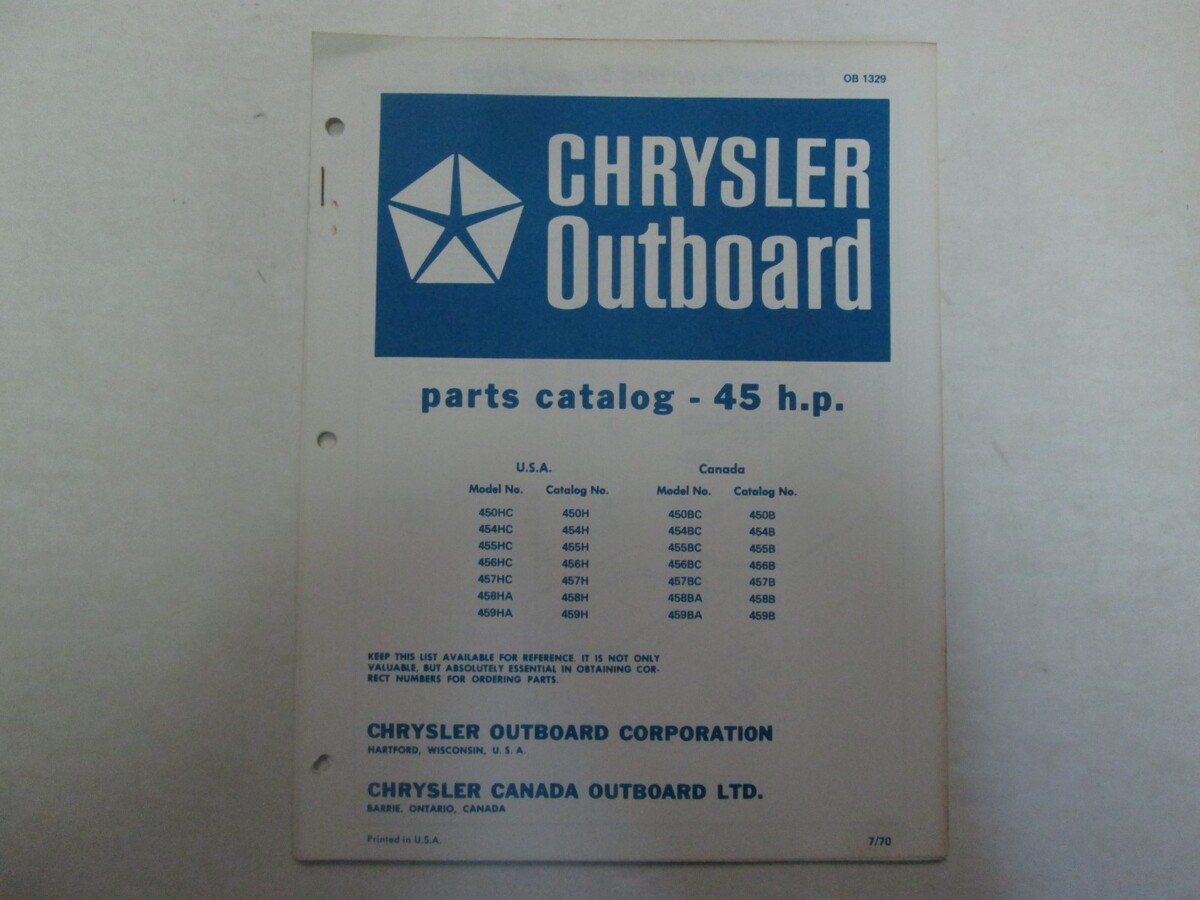 OB 1329
CHRYSLER
Outboard
parts catalog - 45 h.p.
U.S.A. Canada
Model No. Catalog No. Model No. Catalog No.
450HC 450H 450BC 450B
454HC 454H 454BC 454B
455HC 455H 455BC 455B
456HC 456H 456BC 456B
457HC 457H 457BC 457B
458HA 458H 458BA 458B
459HA 459H 459BA 459B
KEEP THIS LIST AVAILABLE FOR REFERENCE. IT IS NOT ONLY
VALUABLE, BUT ABSOLUTELY ESSENTIAL IN OBTAINING COR-
RECT NUMBERS FOR ORDERING PARTS.
CHRYSLER OUTBOARD CORPORATION
HARTFORD, WISCONSIN, U. S. A.
CHRYSLER CANADA OUTBOARD LTD.
BARRIE, ONTARIO, CANADA
Printed in U.S.A. 7/70